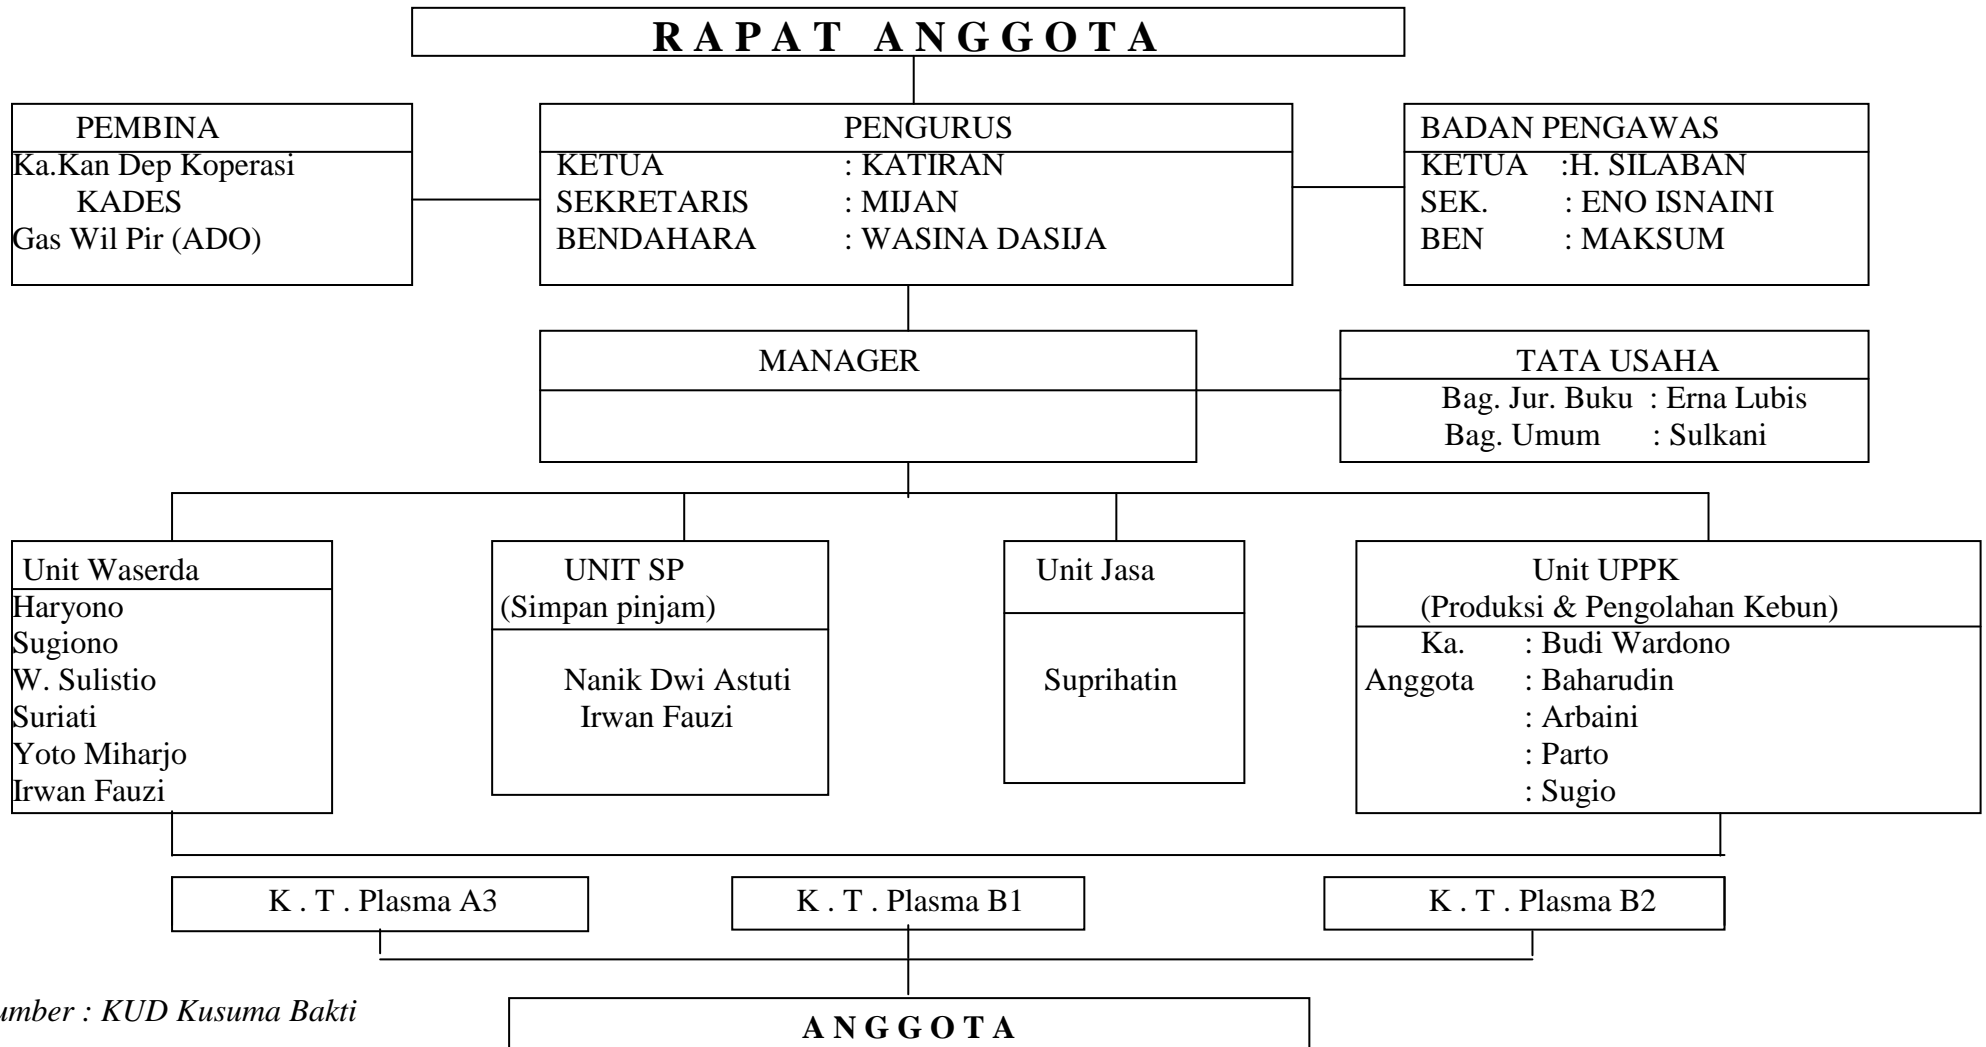 RAPAT ANGGOTA
PEMBINA
Ka.Kan Dep Koperasi
KADES
Gas Wil Pir (ADO)
PENGURUS
KETUA : KATIRAN
SEKRETARIS : MIJAN
BENDAHARA : WASINA DASIJA
BADAN PENGAWAS
KETUA :H. SILABAN
SEK. : ENO ISNAINI
BEN : MAKSUM
MANAGER
TATA USAHA
Bag. Jur. Buku : Erna Lubis
Bag. Umum : Sulkani
Unit Waserda
Haryono
Sugiono
W. Sulistio
Suriati
Yoto Miharjo
Irwan Fauzi
UNIT SP
(Simpan pinjam)
Nanik Dwi Astuti
Irwan Fauzi
Unit Jasa
Suprihatin
Unit UPPK
(Produksi & Pengolahan Kebun)
Ka. : Budi Wardono
Anggota : Baharudin
: Arbaini
: Parto
: Sugio
K . T . Plasma A3
K . T . Plasma B1
K . T . Plasma B2
umber : KUD Kusuma Bakti
ANGGOTA